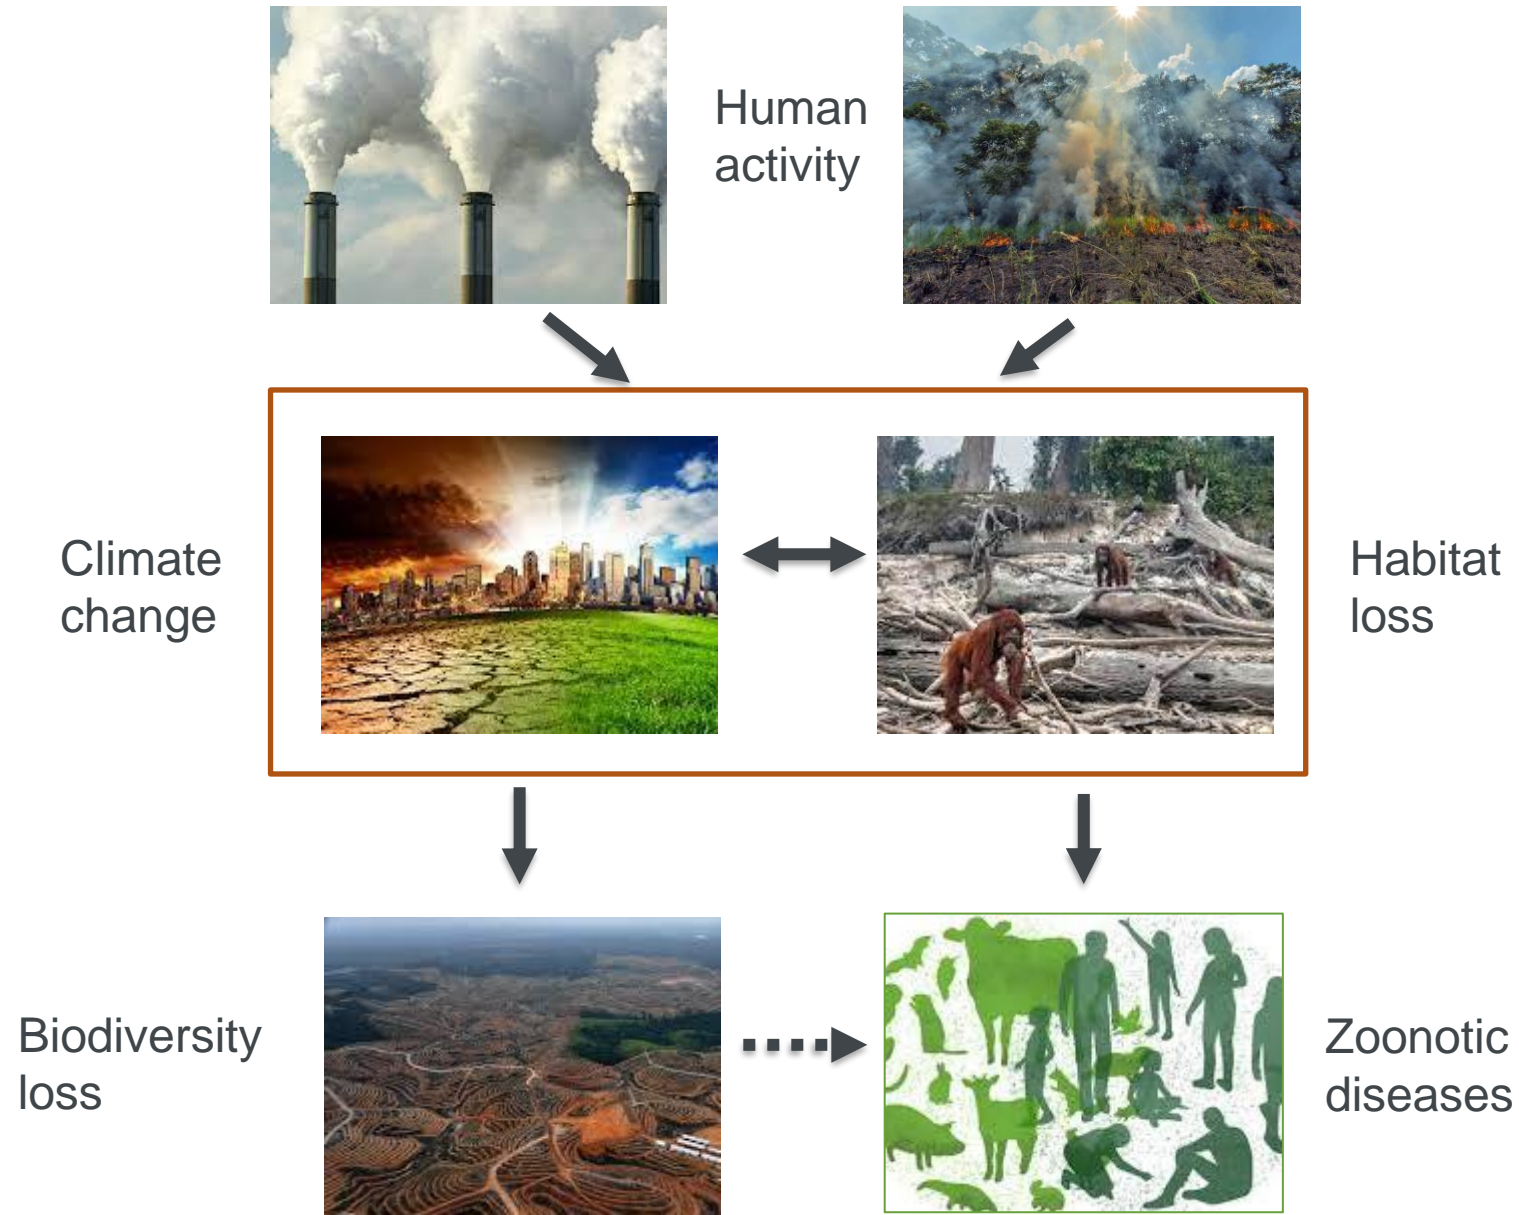 Human
activity
Climate
change
Habitat
loss
Biodiversity
loss
Zoonotic
diseases